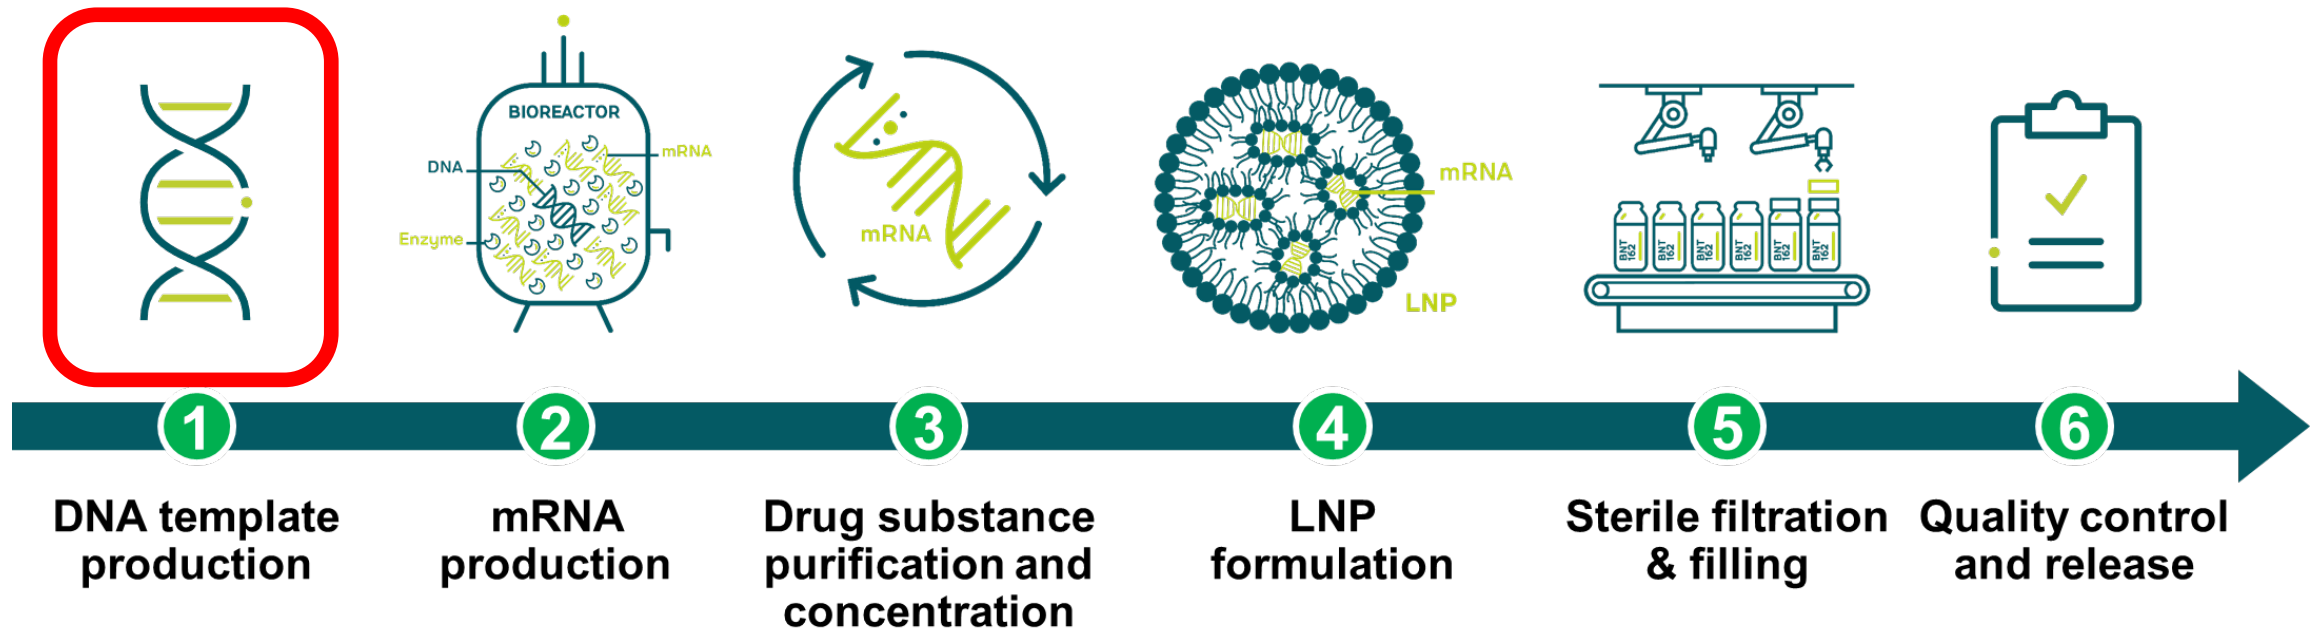 BIOREACTOR
DNA
mRNA
Enzyme
mRNA
mRNA
LNP
BNT
162
BNT
162
BNT
162
BNT
162
BNT
162
BNT
162
1
2
3
4
5
6
DNA template
production
mRNA
production
Drug substance
purification and
concentration
LNP
formulation
Sterile filtration
& filling
Quality control
and release